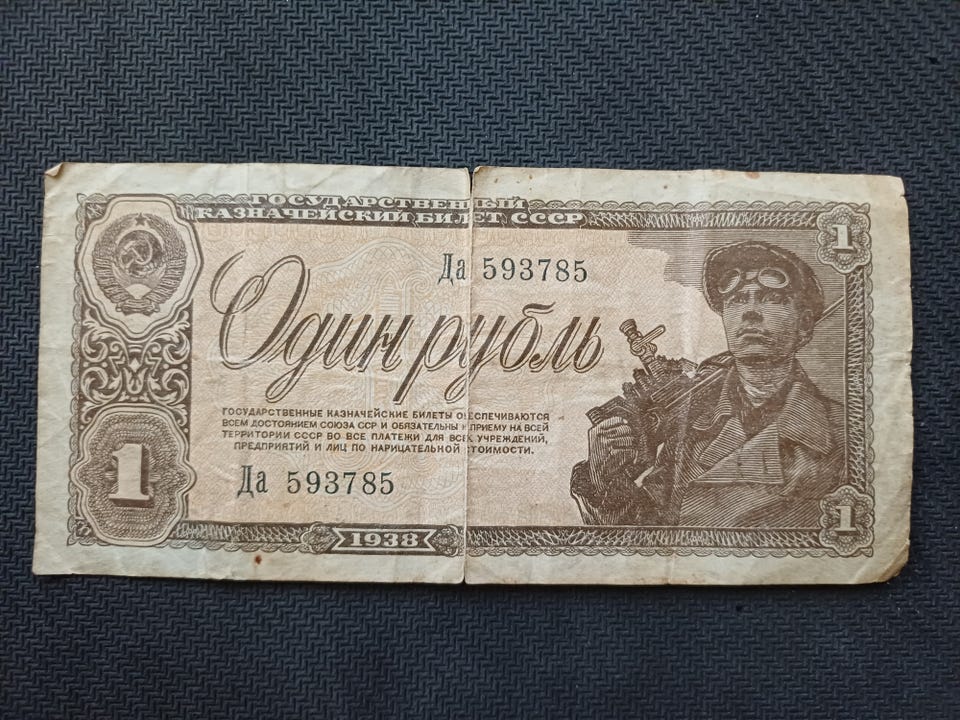 ГОСУДАРСТВЕННЫЙ
КАЗНАЧЕЙСКИЙ БИЛЕТ СССР
1
Да 593785
Один рубль
ГОСУДАРСТВЕННЫЕ КАЗНАЧЕЙСКИЕ БИЛЕТЫ ОБЕСПЕЧИВАЮТСЯ
ВСЕМ ДОСТОЯНИЕМ СОЮЗА ССР И ОБЯЗАТЕЛЬНЫ К ПРИЕМУ НА ВСЕЙ
ТЕРРИТОРИИ СССР ВО ВСЕ ПЛАТЕЖИ ДЛЯ ВСЕХ УЧРЕЖДЕНИЙ,
ПРЕДПРИЯТИЙ И ЛИЦ ПО НАРИЦАТЕЛЬНОЙ СТОИМОСТИ.
1
Да 593785
1
1938